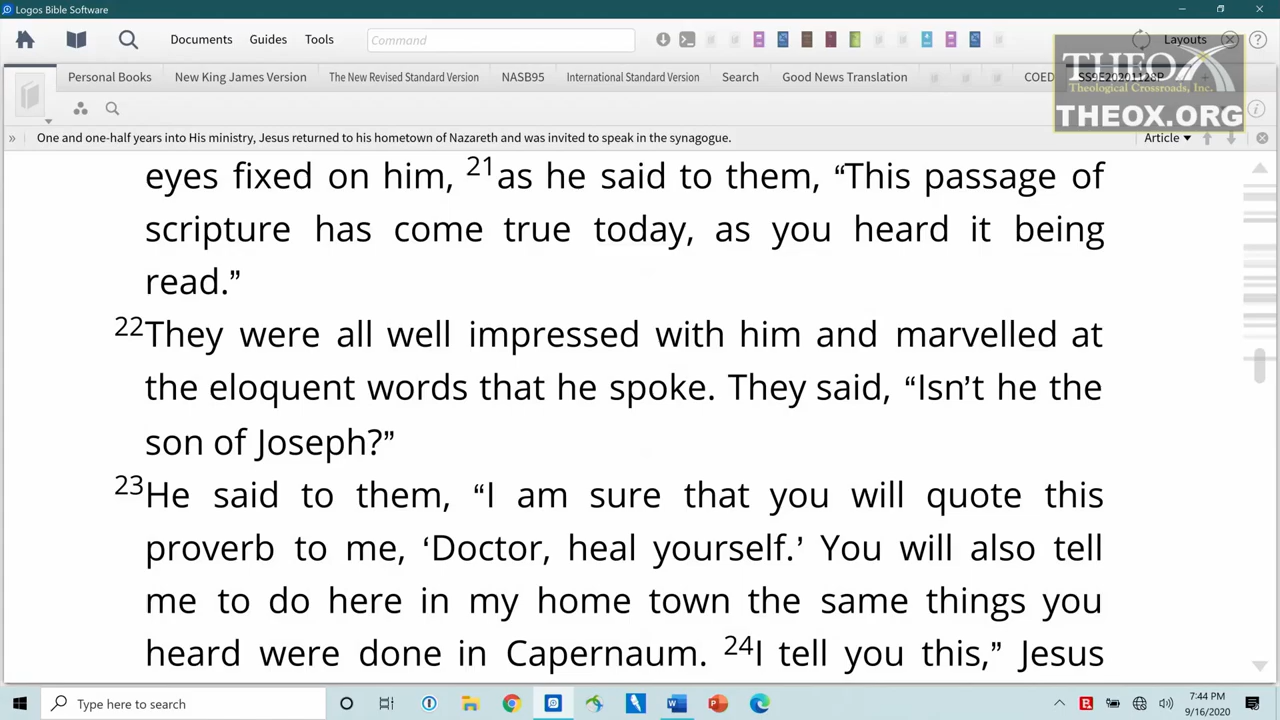 Logos Bible Software
Documents Guides Tools Command Layouts
Personal Books New King James Version The New Revised Standard Version NASB95 International Standard Version Search Good News Translation COED SS9E20201128P
THEOX
Theological Crossroads, Inc.
THEOX.ORG
» One and one-half years into His ministry, Jesus returned to his hometown of Nazareth and was invited to speak in the synagogue. Article
eyes fixed on him, 21as he said to them, “This passage of
scripture has come true today, as you heard it being
read.”
22They were all well impressed with him and marvelled at
the eloquent words that he spoke. They said, “Isn’t he the
son of Joseph?”
23He said to them, “I am sure that you will quote this
proverb to me, ‘Doctor, heal yourself.’ You will also tell
me to do here in my home town the same things you
heard were done in Capernaum. 24I tell you this,” Jesus
Type here to search
7:44 PM
9/16/2020